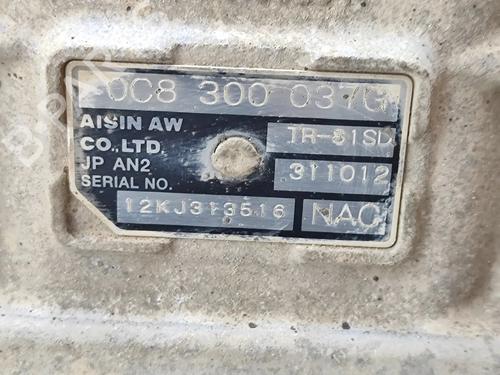 0C8 300 037G
AISIN AW
CO.,LTD
JP AN2
SERIAL NO.
TR-81SD
311012
12KJ313516
NAC